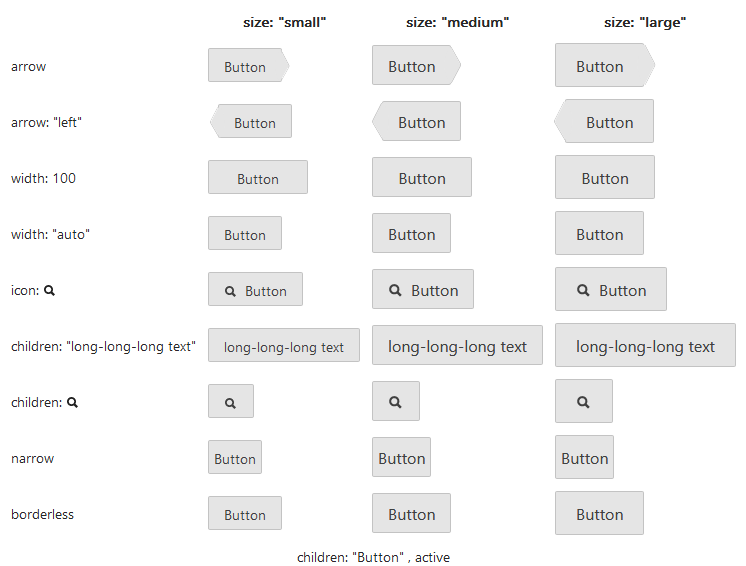 size: "small" size: "medium" size: "large"
arrow Button Button Button
arrow: "left" Button Button Button
width: 100 Button Button Button
width: "auto" Button Button Button
icon: Button Button Button
children: "long-long-long text" long-long-long text long-long-long text long-long-long text
children:
narrow Button Button Button
borderless Button Button Button
children: "Button" , active